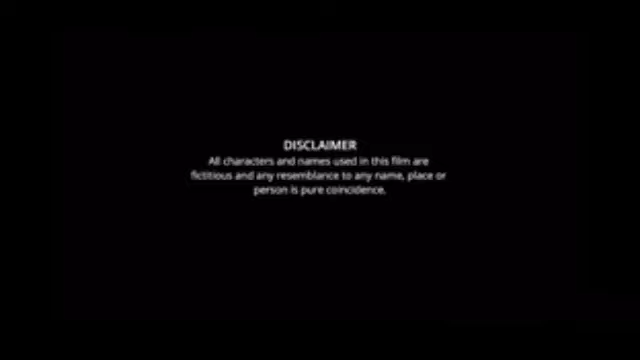 DISCLAIMER
All characters and names used in this film are
fictitious and any resemblance to any name, place or
person is pure coincidence.